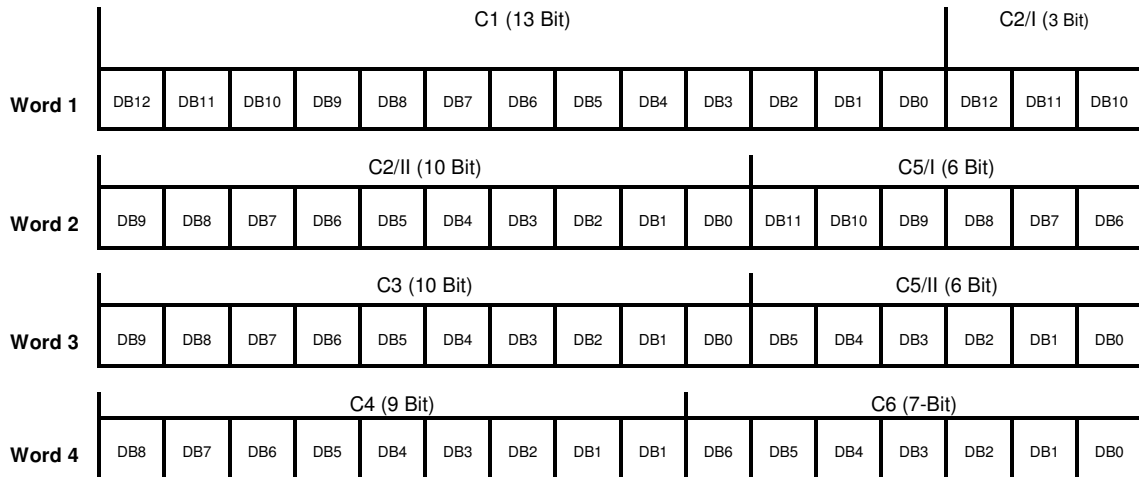 C1 (13 Bit) C2/I (3 Bit)
Word 1 DB12 DB11 DB10 DB9 DB8 DB7 DB6 DB5 DB4 DB3 DB2 DB1 DB0 DB12 DB11 DB10
C2/II (10 Bit) C5/I (6 Bit)
Word 2 DB9 DB8 DB7 DB6 DB5 DB4 DB3 DB2 DB1 DB0 DB11 DB10 DB9 DB8 DB7 DB6
C3 (10 Bit) C5/II (6 Bit)
Word 3 DB9 DB8 DB7 DB6 DB5 DB4 DB3 DB2 DB1 DB0 DB5 DB4 DB3 DB2 DB1 DB0
C4 (9 Bit) C6 (7-Bit)
Word 4 DB8 DB7 DB6 DB5 DB4 DB3 DB2 DB1 DB1 DB6 DB5 DB4 DB3 DB2 DB1 DB0